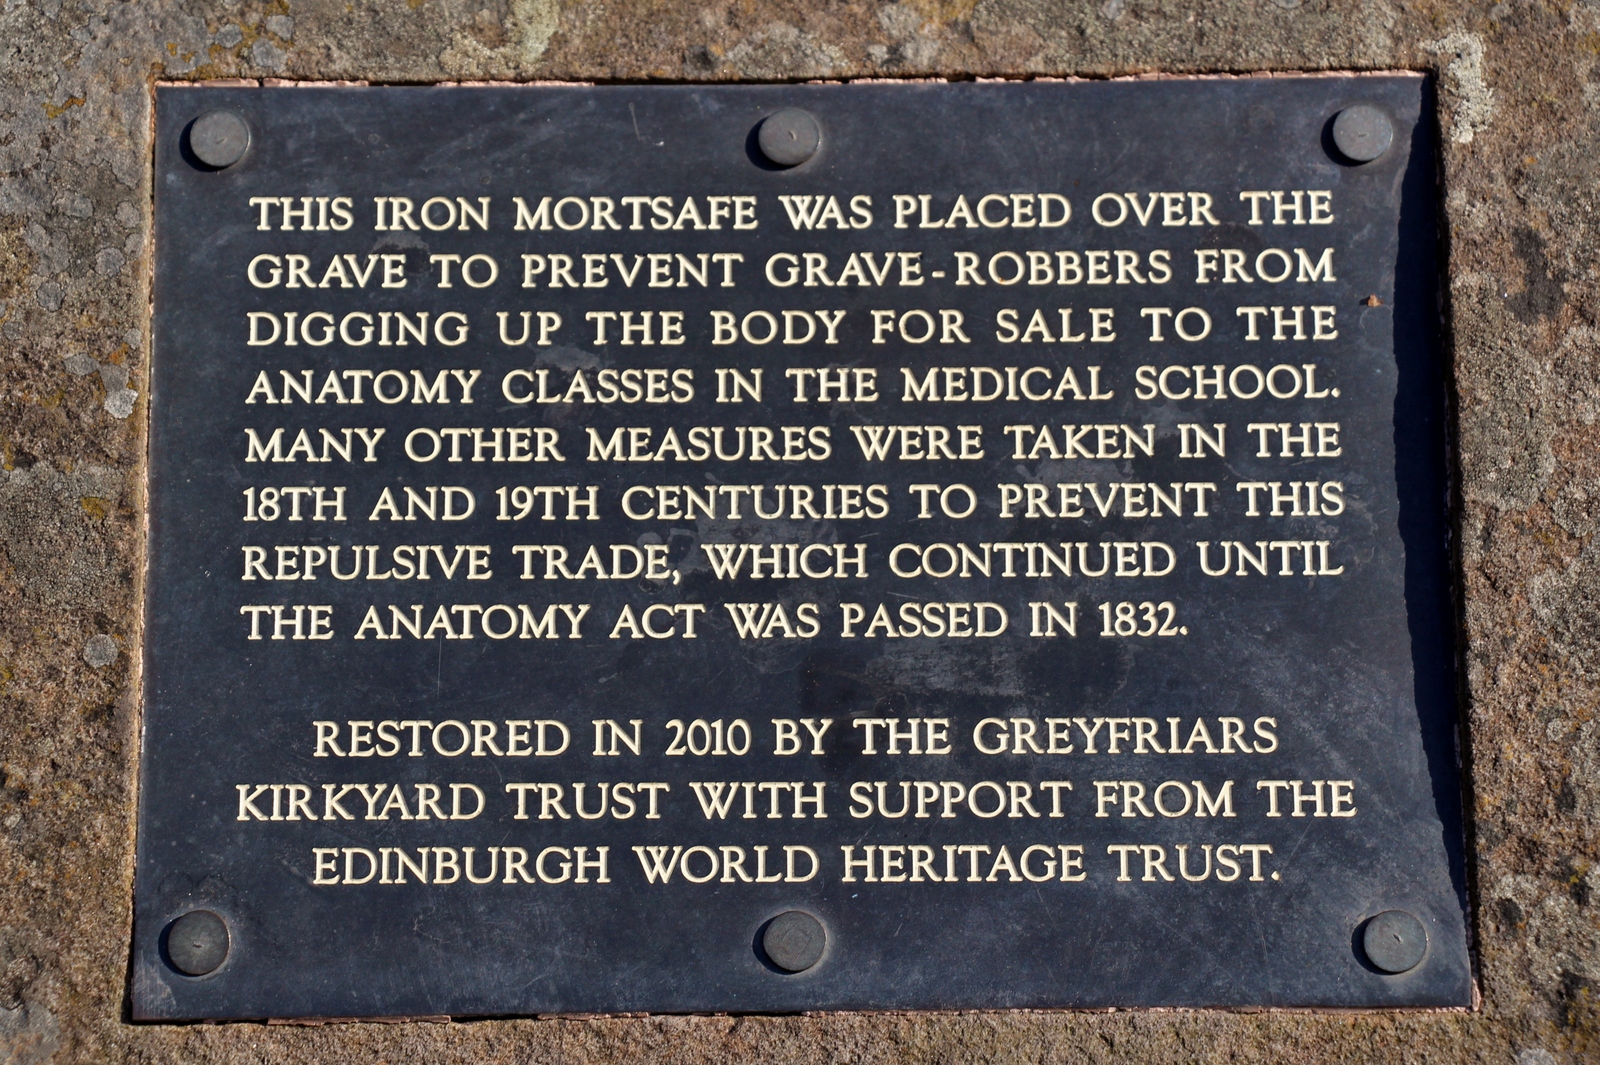 THIS IRON MORTSAFE WAS PLACED OVER THE
GRAVE TO PREVENT GRAVE-ROBBERS FROM
DIGGING UP THE BODY FOR SALE TO THE
ANATOMY CLASSES IN THE MEDICAL SCHOOL.
MANY OTHER MEASURES WERE TAKEN IN THE
18TH AND 19TH CENTURIES TO PREVENT THIS
REPULSIVE TRADE, WHICH CONTINUED UNTIL
THE ANATOMY ACT WAS PASSED IN 1832.
RESTORED IN 2010 BY THE GREYFRIARS
KIRKYARD TRUST WITH SUPPORT FROM THE
EDINBURGH WORLD HERITAGE TRUST.